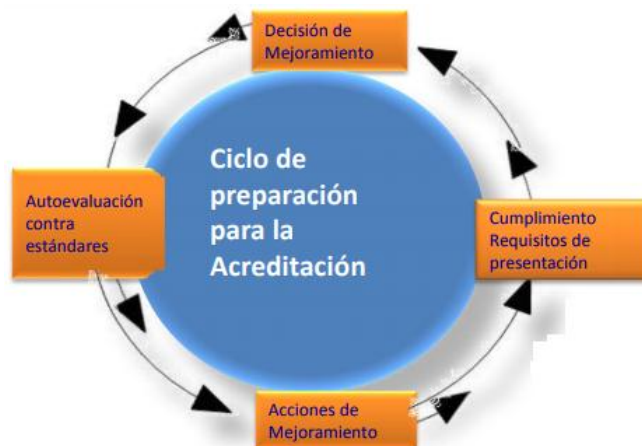 Decisión de
Mejoramiento
Ciclo de
preparación
para la
Acreditación
Autoevaluación
contra
estándares
Cumplimiento
Requisitos de
presentación
Acciones de
Mejoramiento